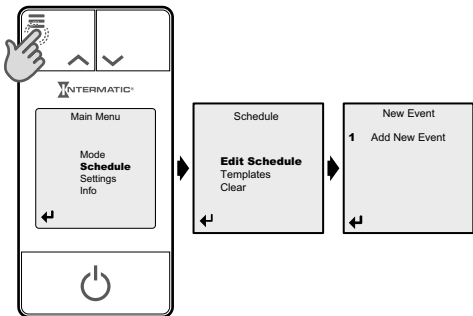 INTERMATIC®
Main Menu
Mode
Schedule
Settings
Info
Schedule
Edit Schedule
Templates
Clear
New Event
1 Add New Event